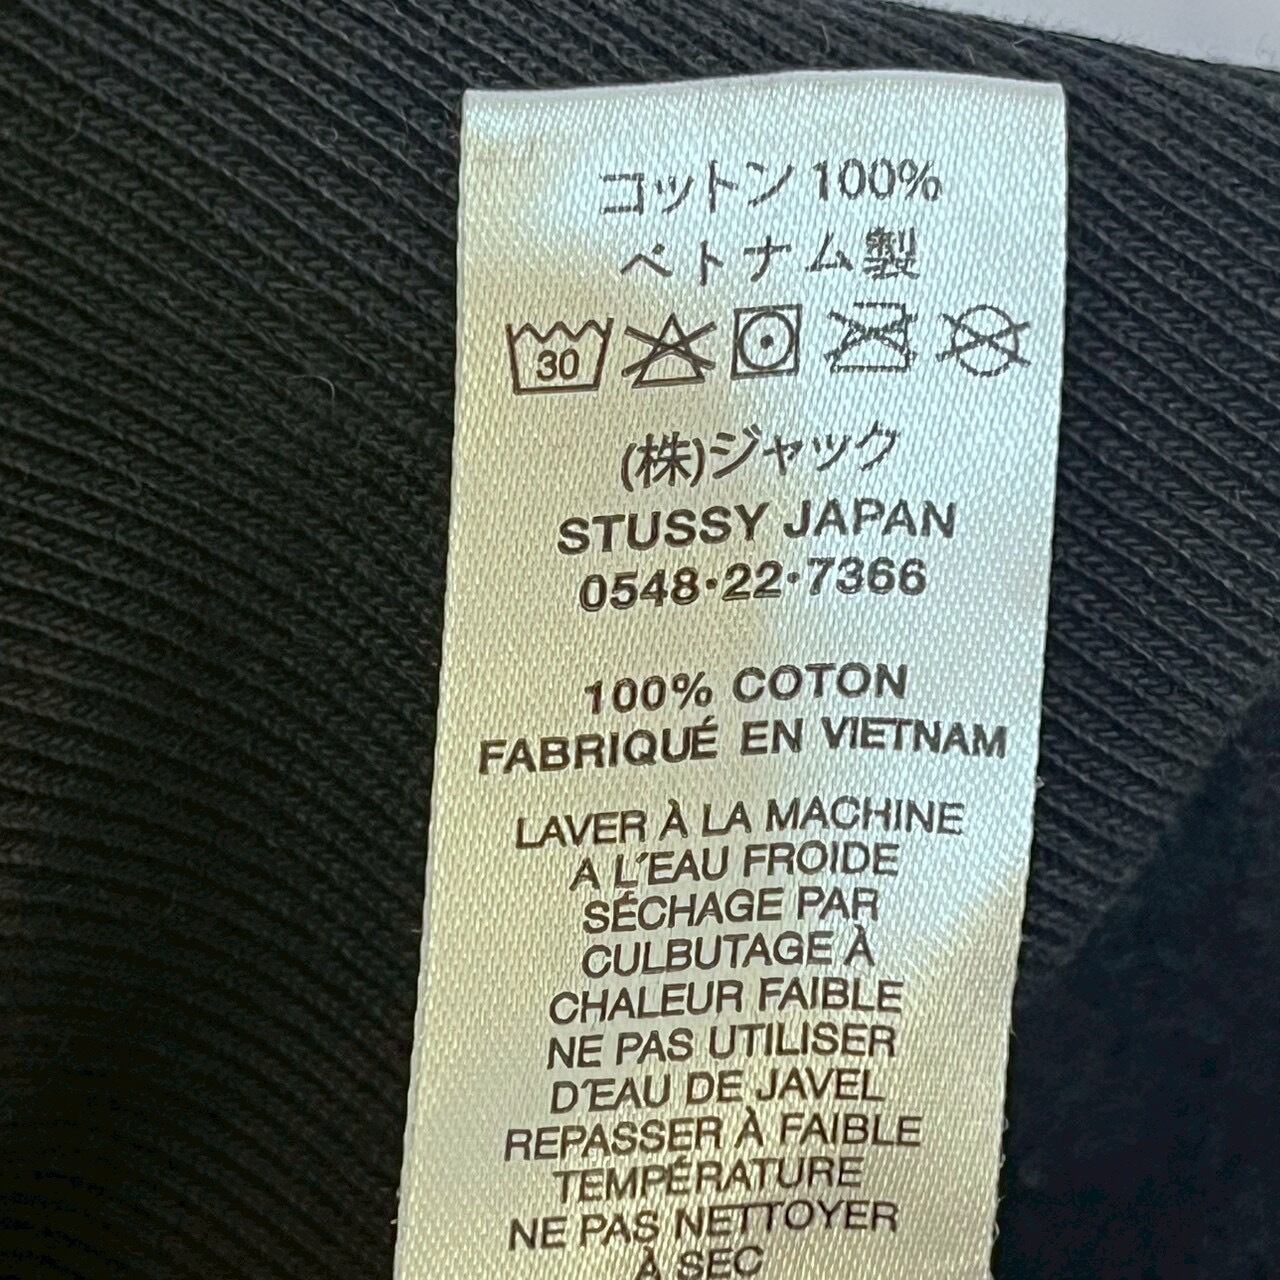 コットン 100%
ベトナム製
30
(株)ジャック
STUSSY JAPAN
0548・22・7366
100% COTON
FABRIQUÉ EN VIETNAM
LAVER À LA MACHINE
A L'EAU FROIDE
SÉCHAGE PAR
CULBUTAGE À
CHALEUR FAIBLE
NE PAS UTILISER
D'EAU DE JAVEL
REPASSER À FAIBLE
TEMPÉRATURE
NE PAS NETTOYER
À SEC